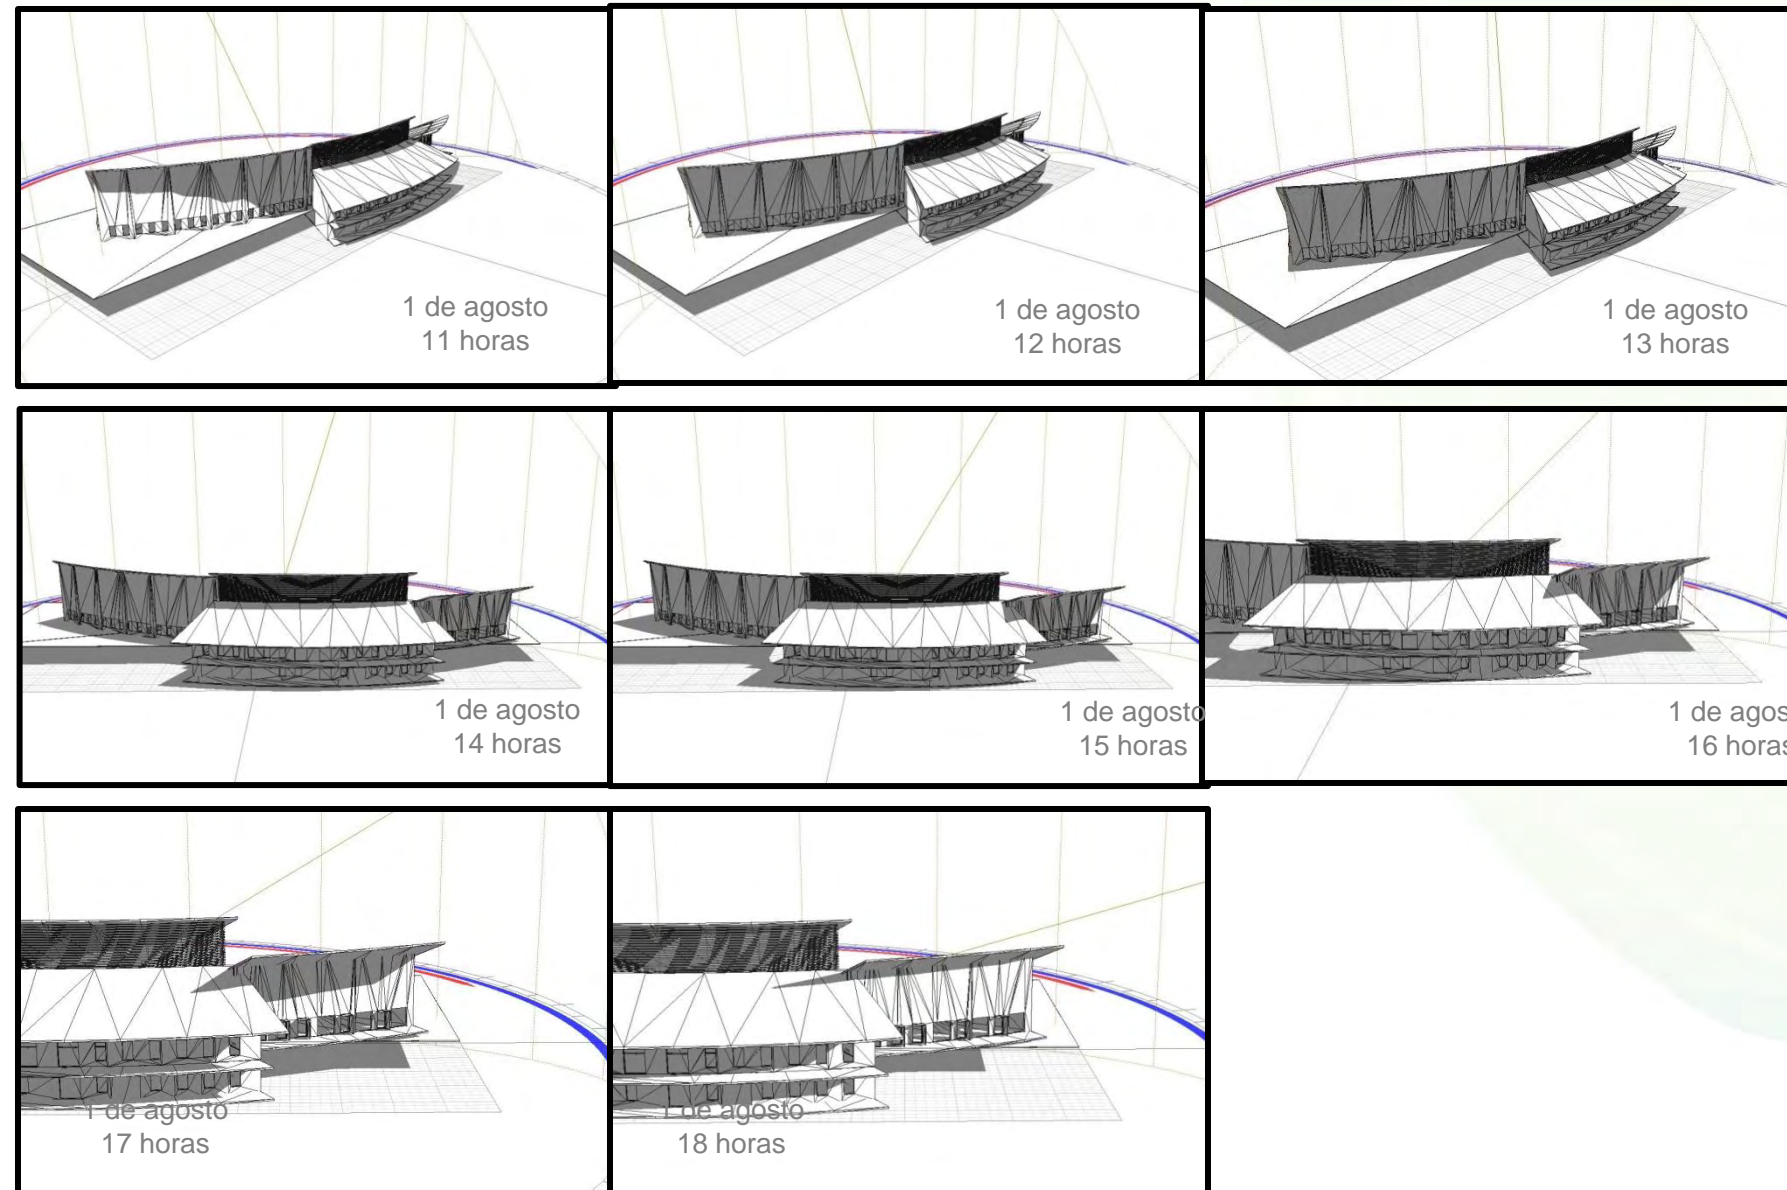 1 de agosto
11 horas
1 de agosto
12 horas
1 de agosto
13 horas
1 de agosto
14 horas
1 de agosto
15 horas
1 de agos
16 horas
1 de agosto
17 horas
1 de agosto
18 horas